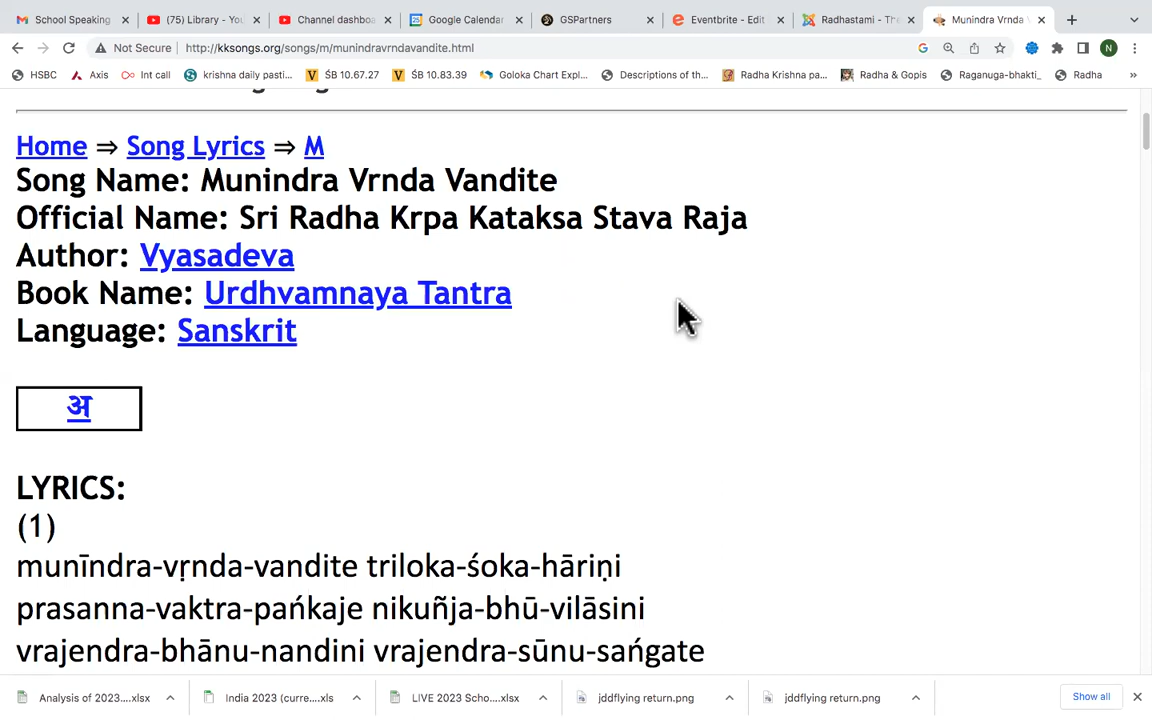 School Speaking
(75) Library - You
Channel dashboa
Google Calendar
GSPartners
Eventbrite - Edit
Radhastami - The
Munindra Vrnda V
Not Secure
http://kksongs.org/songs/m/munindravrndavandite.html
N
HSBC
Axis
Int call
krishna daily pasti...
ŚB 10.67.27
ŚB 10.83.39
Goloka Chart Expl...
Descriptions of th...
Radha Krishna pa...
Radha & Gopis
Raganuga-bhakti_
Radha
»
Home ⇒ Song Lyrics ⇒ M
Song Name: Munindra Vrnda Vandite
Official Name: Sri Radha Krpa Kataksa Stava Raja
Author: Vyasadeva
Book Name: Urdhvamnaya Tantra
Language: Sanskrit
अ
LYRICS:
(1)
munīndra-vṛnda-vandite triloka-śoka-hāriṇi
prasanna-vaktra-pańkaje nikuñja-bhū-vilāsini
vrajendra-bhānu-nandini vrajendra-sūnu-sańgate
Analysis of 2023....xlsx
India 2023 (curre....xls
LIVE 2023 Scho....xlsx
jddflying return.png
jddflying return.png
Show all